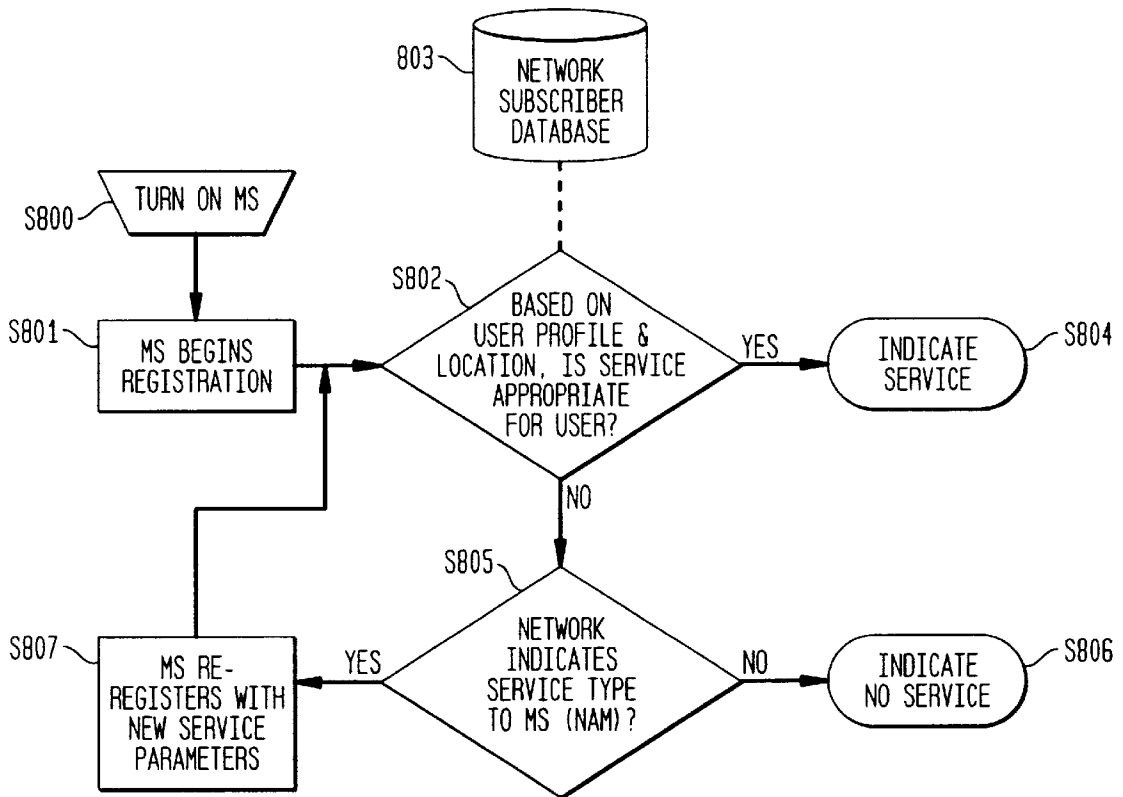 803
NETWORK
SUBSCRIBER
DATABASE
S800
TURN ON MS
S801
MS BEGINS
REGISTRATION
S802
BASED ON
USER PROFILE &
LOCATION, IS SERVICE
APPROPRIATE
FOR USER?
YES
INDICATE
SERVICE
S804
NO
S805
NETWORK
INDICATES
SERVICE TYPE
TO MS (NAM)?
YES
NO
S807
MS RE-
REGISTERS WITH
NEW SERVICE
PARAMETERS
INDICATE
NO SERVICE
S806